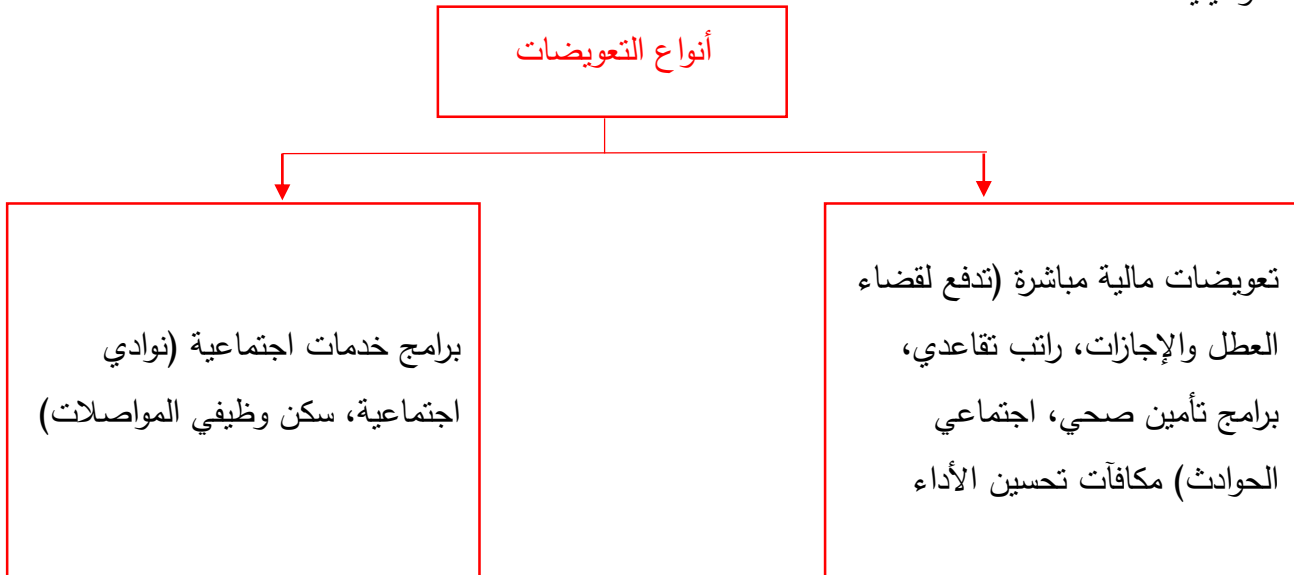 أنواع التعويضات
تعويضات مالية مباشرة (تدفع لقضاء
العطل والإجازات، راتب تقاعدي،
برامج تأمين صحي، اجتماعي
الحوادث) مكافآت تحسين الأداء
برامج خدمات اجتماعية (نوادي
اجتماعية، سكن وظيفي المواصلات)